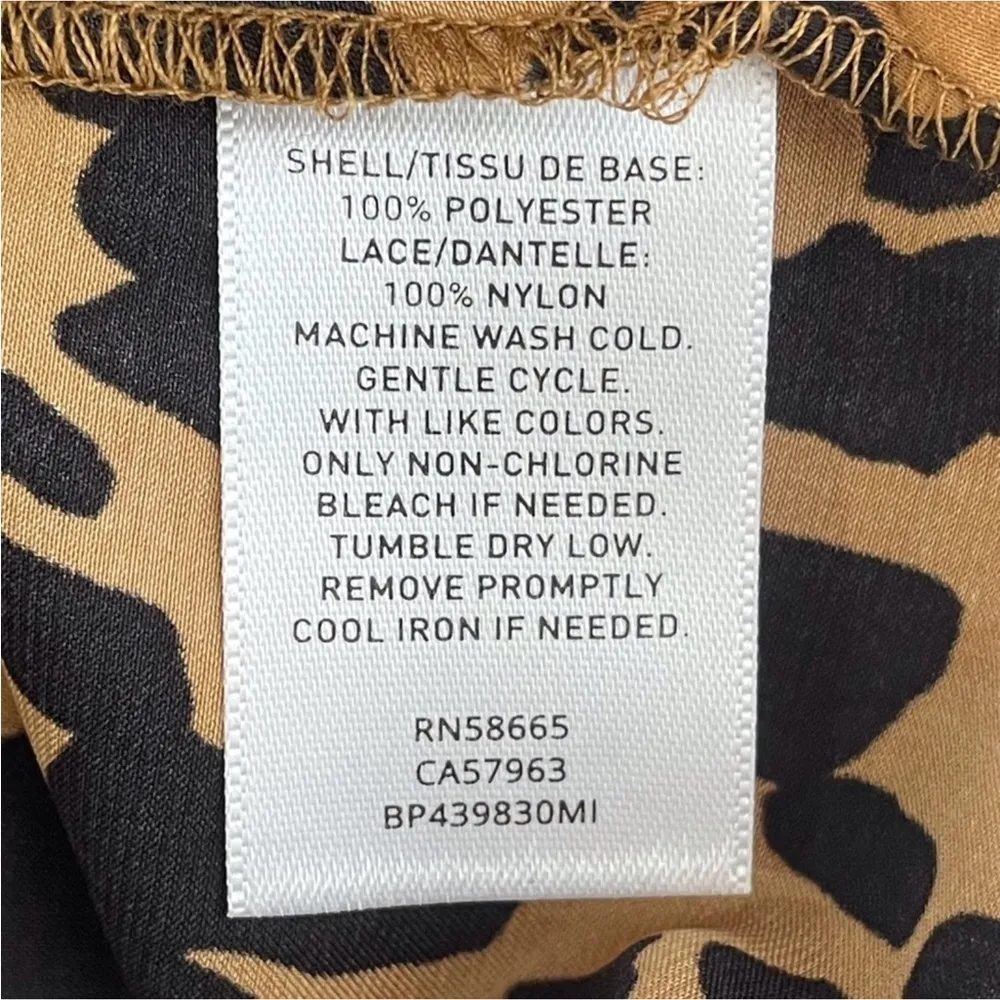 SHELL/TISSU DE BASE:
100% POLYESTER
LACE/DANTELLE:
100% NYLON
MACHINE WASH COLD.
GENTLE CYCLE.
WITH LIKE COLORS.
ONLY NON-CHLORINE
BLEACH IF NEEDED.
TUMBLE DRY LOW.
REMOVE PROMPTLY
COOL IRON IF NEEDED.
RN58665
CA57963
BP439830MI